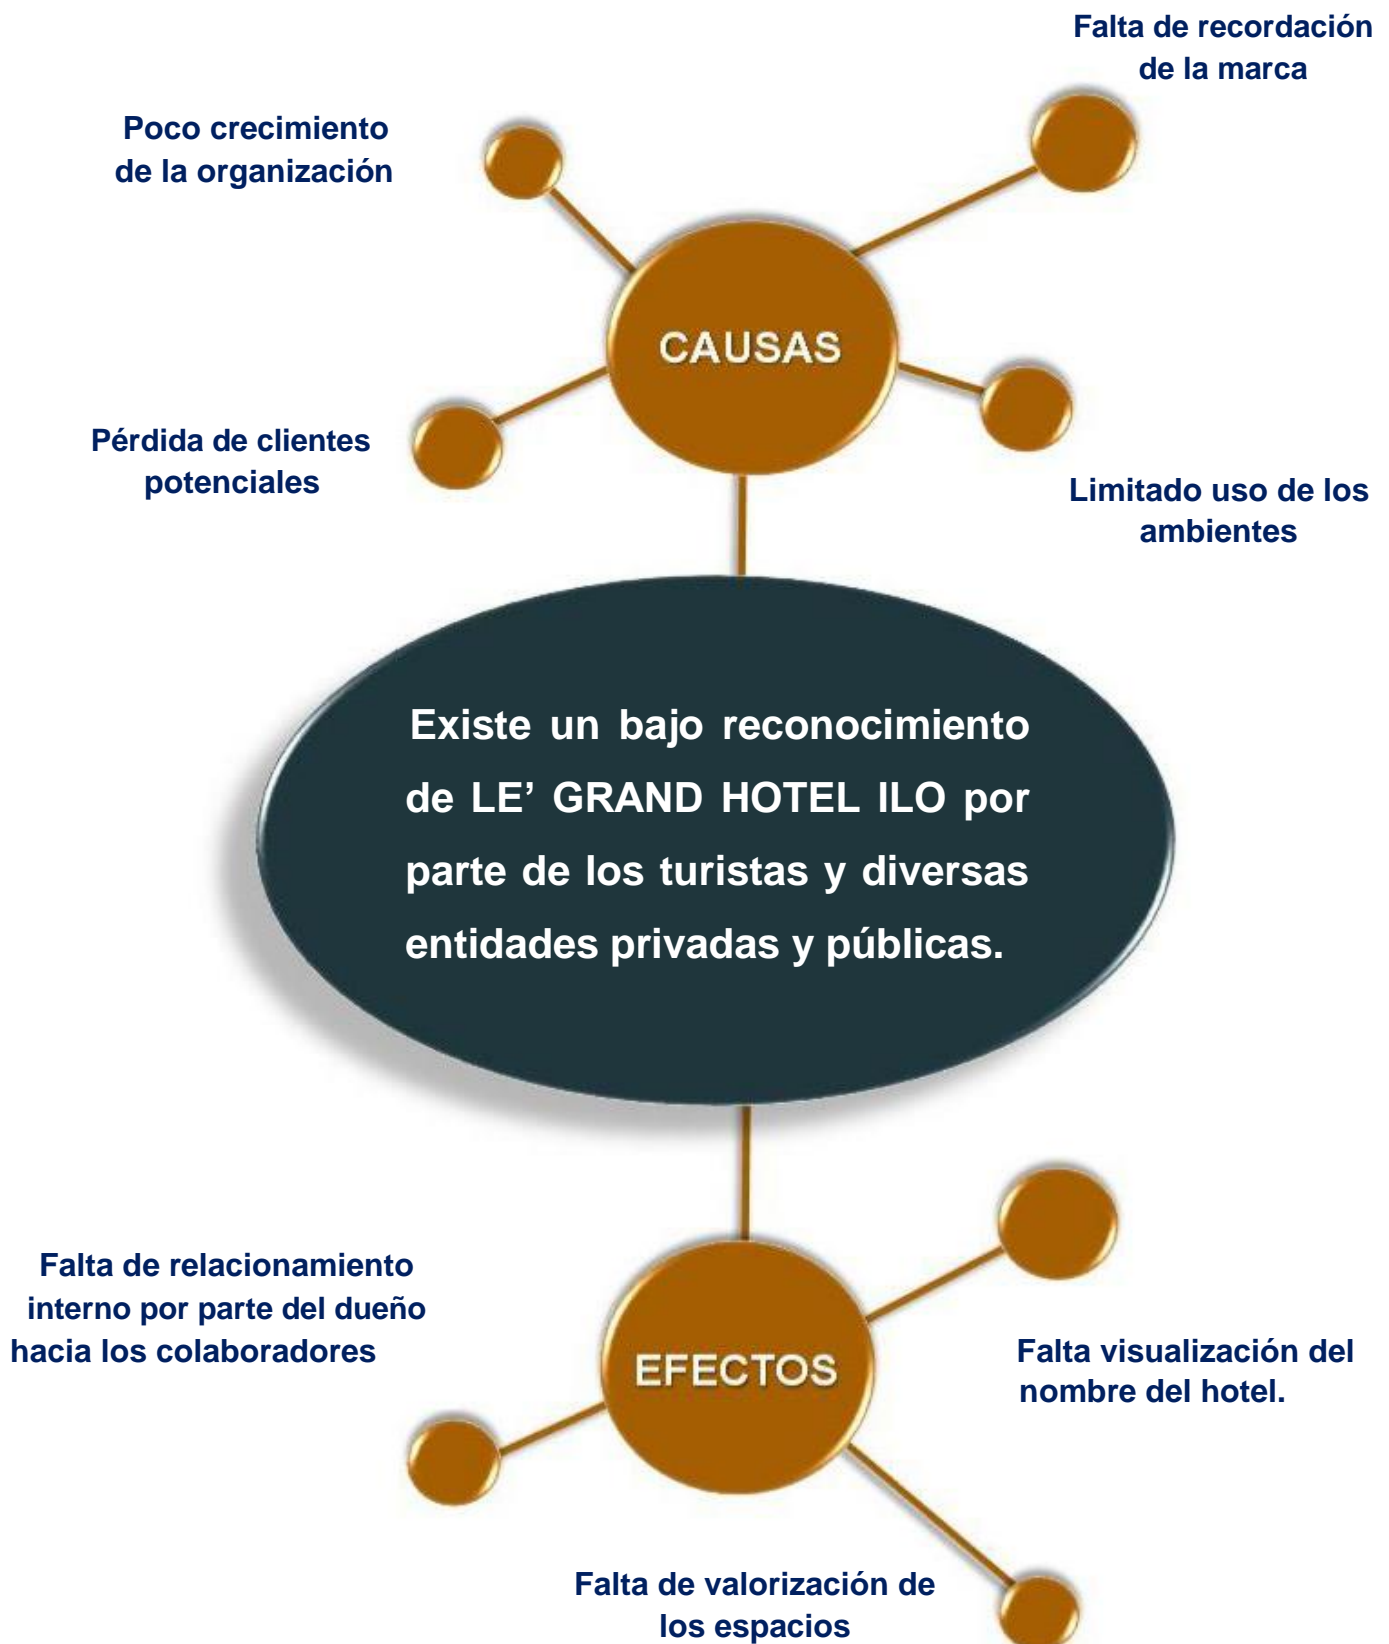 Falta de recordación
de la marca
Poco crecimiento
de la organización
CAUSAS
Pérdida de clientes
potenciales
Limitado uso de los
ambientes
Existe un bajo reconocimiento
de LE’ GRAND HOTEL ILO por
parte de los turistas y diversas
entidades privadas y públicas.
Falta de relacionamiento
interno por parte del dueño
hacia los colaboradores
EFECTOS
Falta visualización del
nombre del hotel.
Falta de valorización de
los espacios